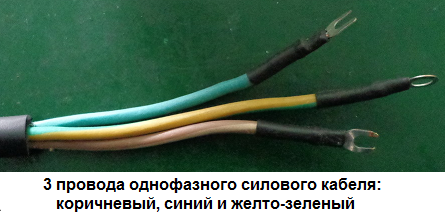 3 провода однофазного силового кабеля:
коричневый, синий и желто-зеленый